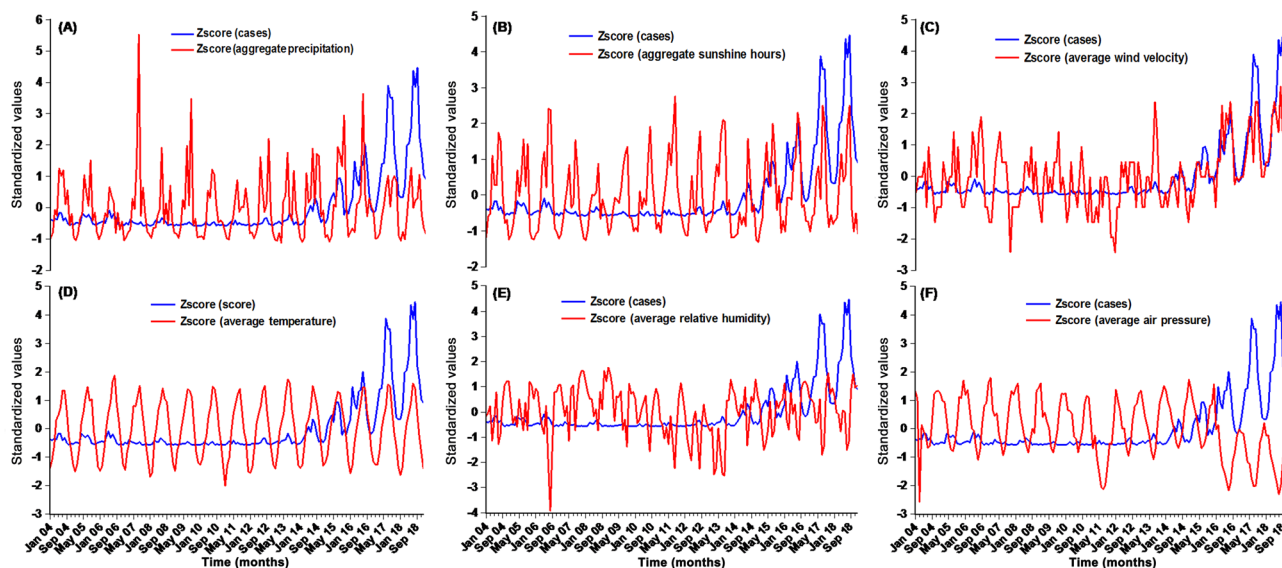 (A)
Zscore (cases)
Zscore (aggregate precipitation)
Standardized values
6
5
4
3
2
1
0
-1
-2
(B)
Zscore (cases)
Zscore (aggregate sunshine hours)
Standardized values
5
4
3
2
1
0
-1
-2
(C)
Zscore (cases)
Zscore (average wind velocity)
Standardized values
5
4
3
2
1
0
-1
-2
-3
(D)
Zscore (score)
Zscore (average temperature)
Standardized values
5
4
3
2
1
0
-1
-2
-3
Jan 04
Sep 04
May 05
Jan 06
Sep 06
May 07
Jan 08
Sep 08
May 09
Jan 10
Sep 10
May 11
Jan 12
Sep 12
May 13
Jan 14
Sep 14
May 15
Jan 16
Sep 16
May 17
Jan 18
Sep 18
Time (months)
(E)
Zscore (cases)
Zscore (average relative humidity)
Standardized values
5
4
3
2
1
0
-1
-2
-3
-4
Jan 04
Sep 04
May 05
Jan 06
Sep 06
May 07
Jan 08
Sep 08
May 09
Jan 10
Sep 10
May 11
Jan 12
Sep 12
May 13
Jan 14
Sep 14
May 15
Jan 16
Sep 16
May 17
Jan 18
Sep 18
Time (months)
(F)
Zscore (cases)
Zscore (average air pressure)
Standardized values
5
4
3
2
1
0
-1
-2
-3
Jan 04
Sep 04
May 05
Jan 06
Sep 06
May 07
Jan 08
Sep 08
May 09
Jan 10
Sep 10
May 11
Jan 12
Sep 12
May 13
Jan 14
Sep 14
May 15
Jan 16
Sep 16
May 17
Jan 18
Sep 18
Time (months)